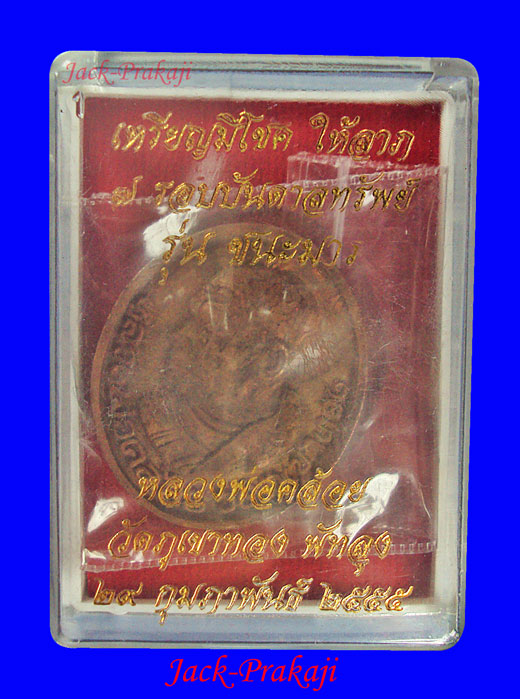 Jack-Prakaji
เหรียญมีโชค ให้ลาภ
๗ รอบบันดาลทรัพย์
รุ่น ชนะมาร
หลวงพ่อคล้อย
วัดภูเขาทอง พัทลุง
๒๙ กุมภาพันธ์ ๒๕๕๕
Jack-Prakaji